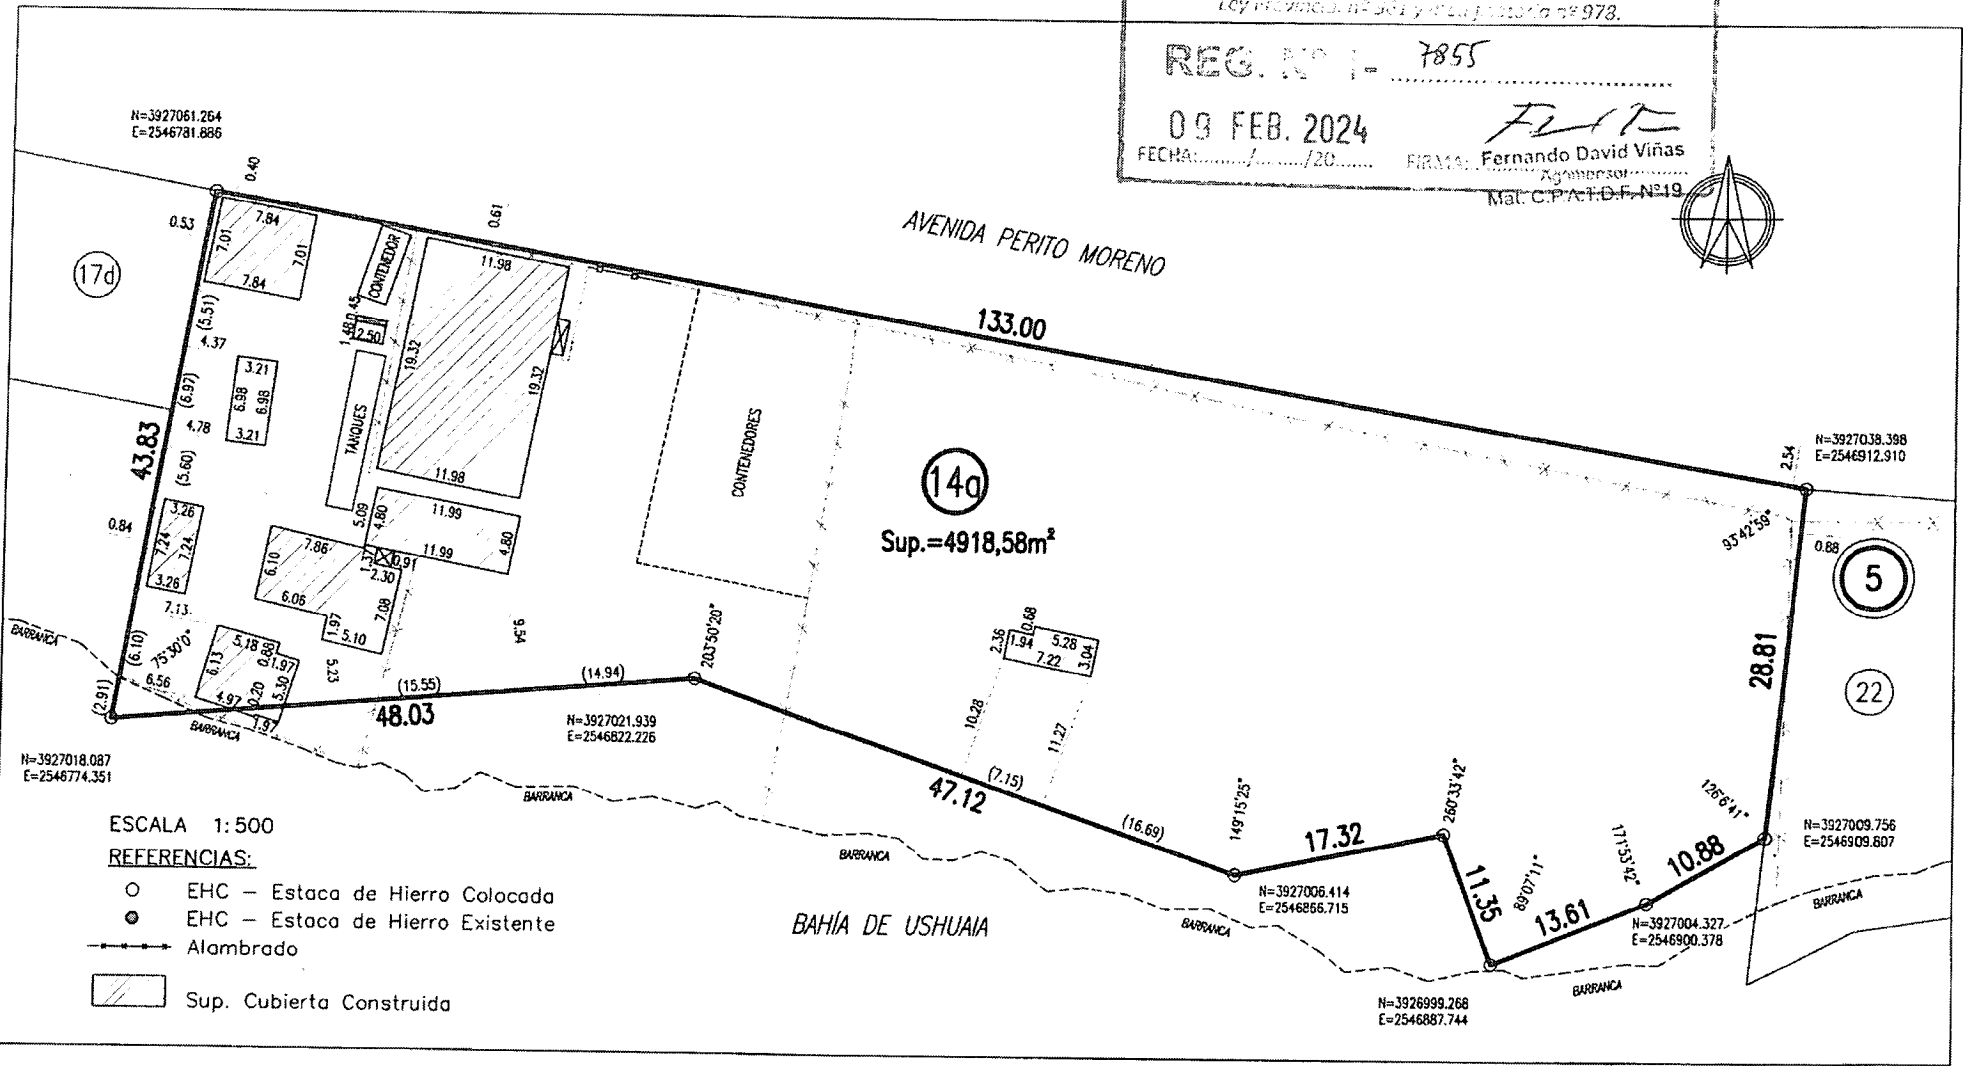 Ley Provincial nº 961 y nº 978.
REG. Nº 1- 7855
09 FEB. 2024
FECHA:......./......./20.......
FIRMA: Fernando David Viñas
Agrimensor
Mat. C.P.A.T.D.F. Nº19
N=3927061.264
E=2546781.886
0.40
0.53
7.84
7.01
7.01
7.84
17d
(5.51)
4.37
3.21
6.98
6.98
3.21
(6.97)
4.78
43.83
(5.60)
0.84
3.26
7.24
7.24
3.26
7.13
CONTENEDOR
0.45
1.48
2.50
TANQUES
0.61
11.98
19.32
19.32
11.98
5.09
11.99
4.80
4.80
11.99
7.86
6.10
1.37
0.91
2.30
6.06
1.97
7.08
5.10
AVENIDA PERITO MORENO
133.00
CONTENEDORES
14a
Sup.=4918,58m²
N=3927038.398
E=2546912.910
2.54
93°42'59"
0.88
5
28.81
22
BARRANCA
(6.10)
75°30'0"
6.56
(2.91)
5.18
0.88
1.97
6.13
5.30
0.20
4.97
1.97
5.23
9.54
203°50'20"
(15.55)
(14.94)
48.03
BARRANCA
N=3927021.939
E=2546822.226
N=3927018.087
E=2546774.351
2.36
1.94
0.68
5.28
7.22
3.04
10.28
11.27
(7.15)
47.12
(16.69)
149°15'25"
17.32
260°33'42"
11.35
89°07'11"
13.61
171°53'42"
10.88
126°6'41"
N=3927009.756
E=2546909.807
BARRANCA
BARRANCA
BARRANCA
N=3927006.414
E=2546866.715
BARRANCA
N=3927004.327
E=2546900.378
BARRANCA
BARRANCA
N=3926999.268
E=2546887.744
BAHÍA DE USHUAIA
ESCALA 1:500
REFERENCIAS:
EHC – Estaca de Hierro Colocada
EHC – Estaca de Hierro Existente
Alambrado
Sup. Cubierta Construida